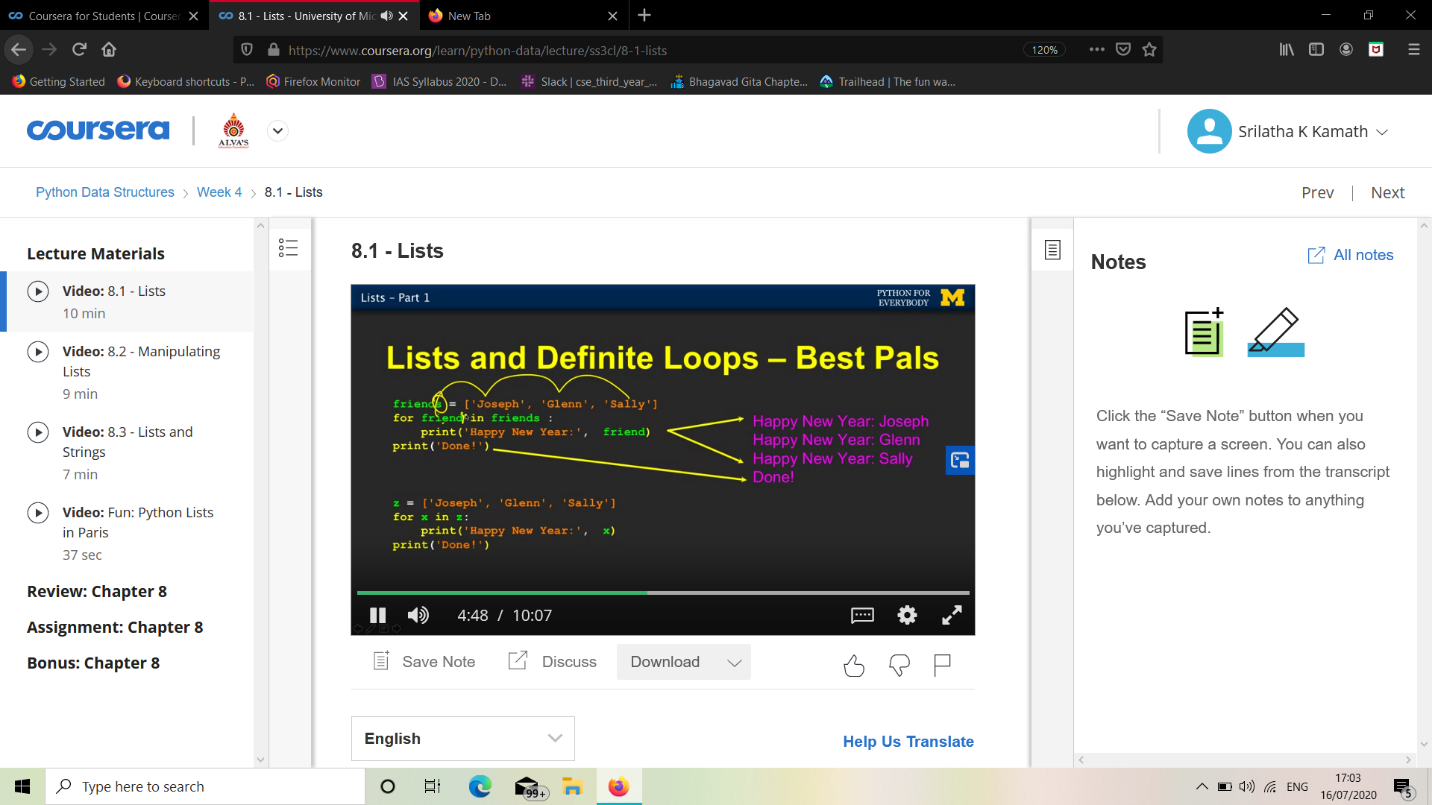 Coursera for Students | Courser
8.1 - Lists - University of Mic
New Tab
https://www.coursera.org/learn/python-data/lecture/ss3cl/8-1-lists
120%
Getting Started
Keyboard shortcuts - P...
Firefox Monitor
IAS Syllabus 2020 - D...
Slack | cse_third_year_...
Bhagavad Gita Chapte...
Trailhead | The fun wa...
coursera
ALVA'S
Srilatha K Kamath
Python Data Structures > Week 4 > 8.1 - Lists
Prev | Next
Lecture Materials
Video: 8.1 - Lists
10 min
Video: 8.2 - Manipulating
Lists
9 min
Video: 8.3 - Lists and
Strings
7 min
Video: Fun: Python Lists
in Paris
37 sec
Review: Chapter 8
Assignment: Chapter 8
Bonus: Chapter 8
8.1 - Lists
Lists – Part 1
PYTHON FOR
EVERYBODY
M
Lists and Definite Loops – Best Pals
friends = ['Joseph', 'Glenn', 'Sally']
for friend in friends :
print('Happy New Year:', friend)
print('Done!')
Happy New Year: Joseph
Happy New Year: Glenn
Happy New Year: Sally
Done!
z = ['Joseph', 'Glenn', 'Sally']
for x in z:
print('Happy New Year:', x)
print('Done!')
4:48 / 10:07
Save Note
Discuss
Download
English
Help Us Translate
Notes
All notes
Click the “Save Note” button when you
want to capture a screen. You can also
highlight and save lines from the transcript
below. Add your own notes to anything
you’ve captured.
Type here to search
99+
ENG
17:03
16/07/2020
5